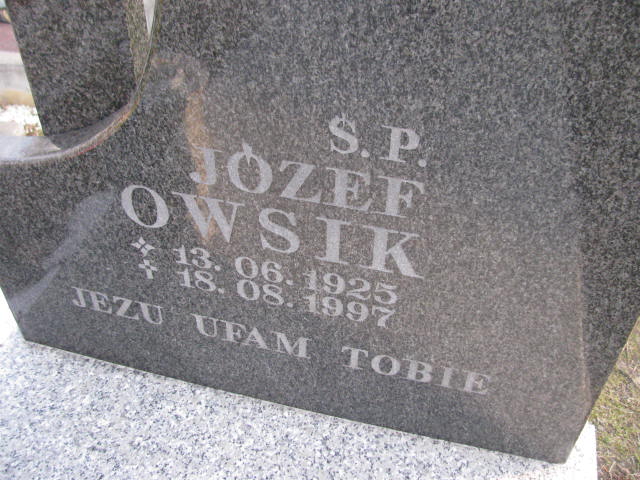 Ś.P.
JÓZEF
OWSIK
13.06.1925
✝ 18.08.1997
JEZU UFAM TOBIE